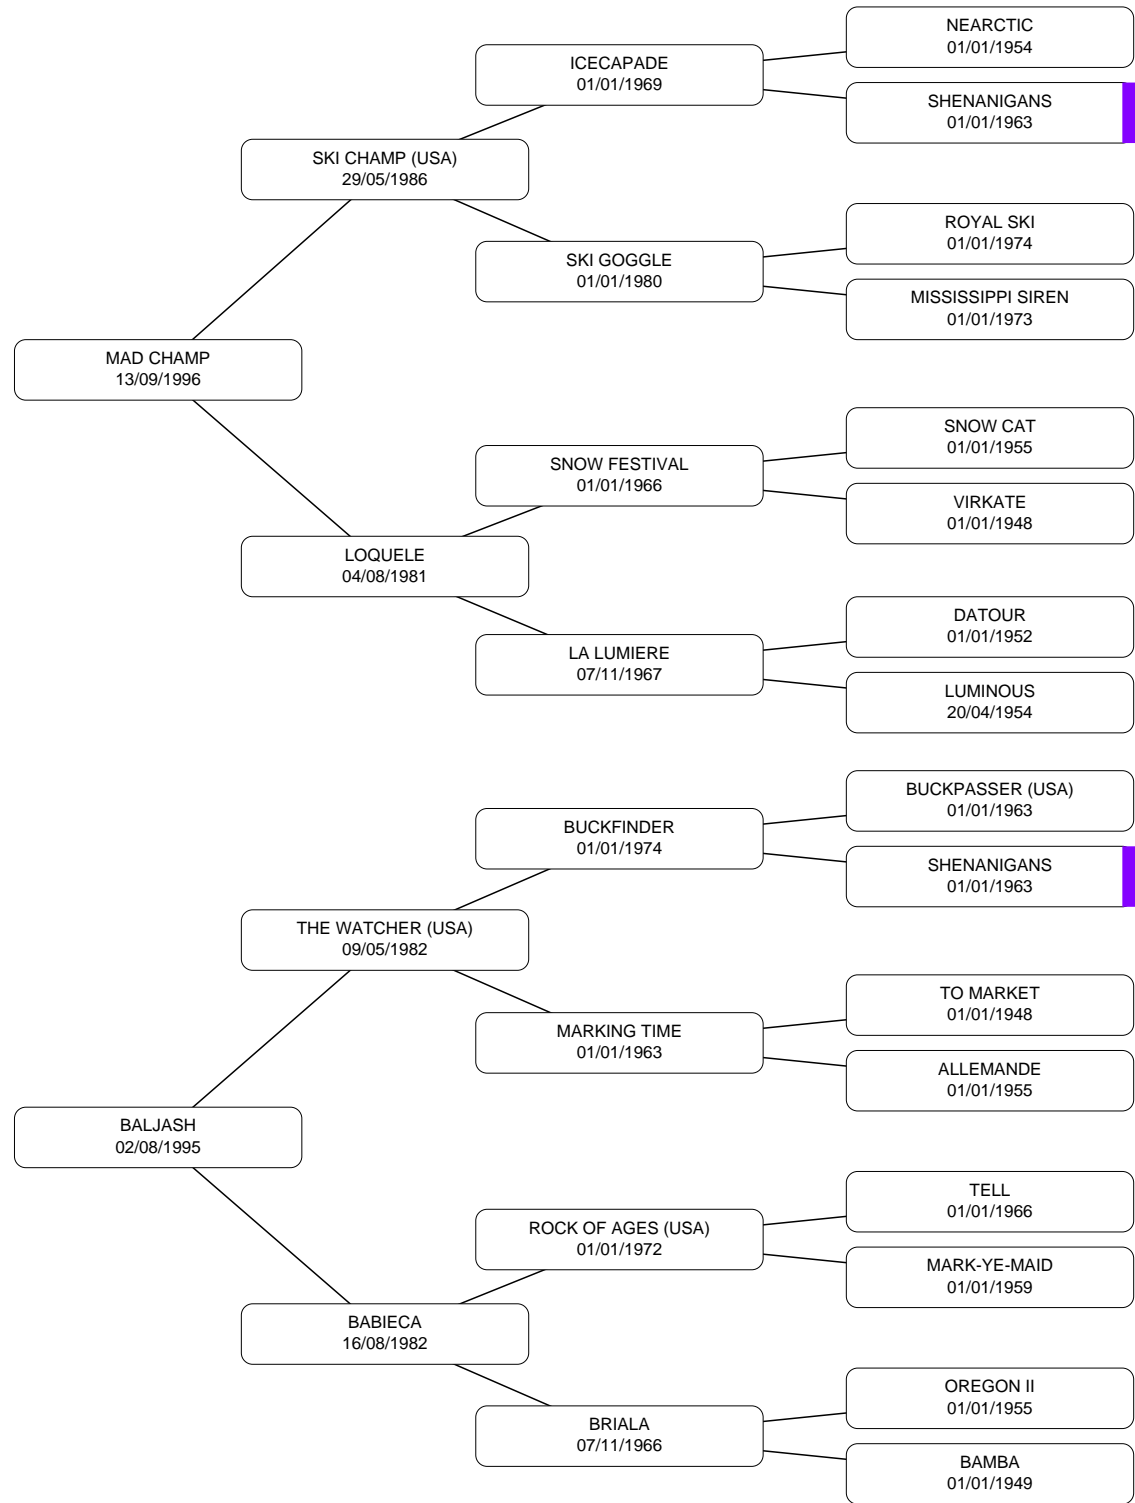 NEARCTIC
01/01/1954
ICECAPADE
01/01/1969
SHENANIGANS
01/01/1963
SKI CHAMP (USA)
29/05/1986
ROYAL SKI
01/01/1974
SKI GOGGLE
01/01/1980
MISSISSIPPI SIREN
01/01/1973
MAD CHAMP
13/09/1996
SNOW CAT
01/01/1955
SNOW FESTIVAL
01/01/1966
VIRKATE
01/01/1948
LOQUELE
04/08/1981
DATOUR
01/01/1952
LA LUMIERE
07/11/1967
LUMINOUS
20/04/1954
BUCKPASSER (USA)
01/01/1963
BUCKFINDER
01/01/1974
SHENANIGANS
01/01/1963
THE WATCHER (USA)
09/05/1982
TO MARKET
01/01/1948
MARKING TIME
01/01/1963
ALLEMANDE
01/01/1955
BALJASH
02/08/1995
TELL
01/01/1966
ROCK OF AGES (USA)
01/01/1972
MARK-YE-MAID
01/01/1959
BABIECA
16/08/1982
OREGON II
01/01/1955
BRIALA
07/11/1966
BAMBA
01/01/1949